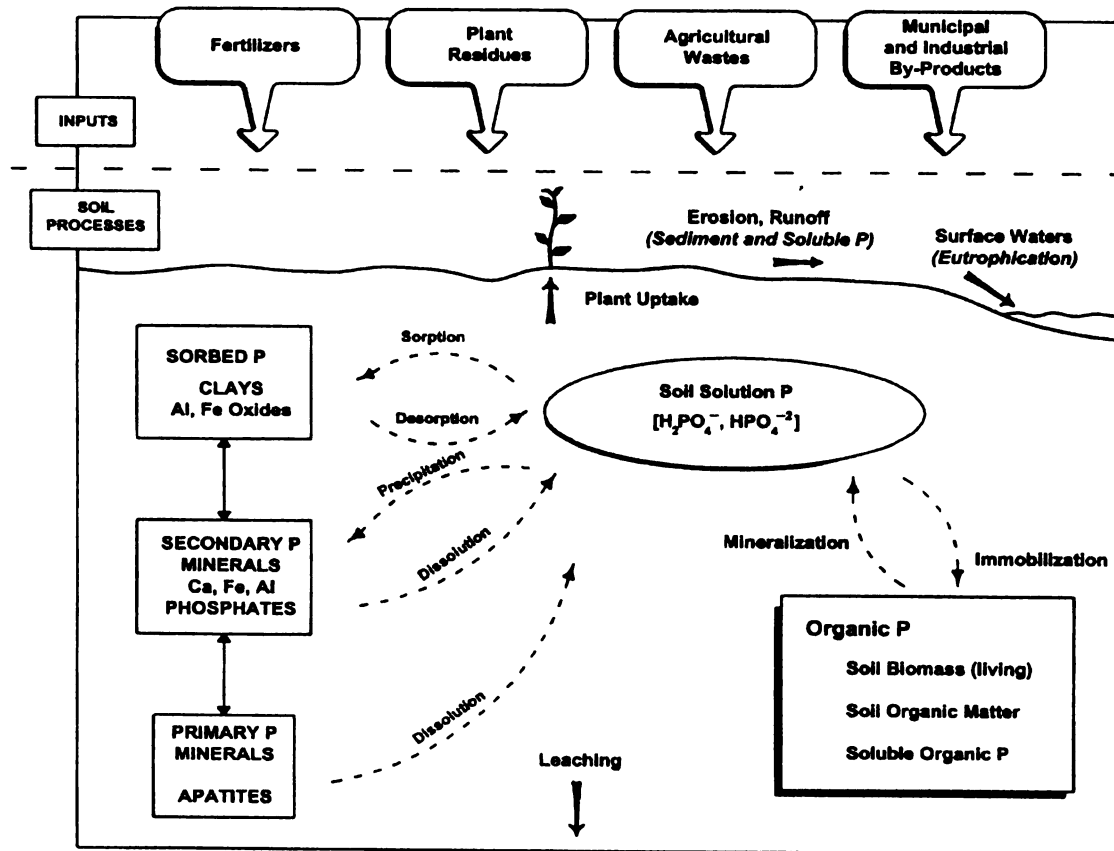 Fertilizers
Plant
Residues
Agricultural
Wastes
Municipal
and Industrial
By-Products
INPUTS
SOIL
PROCESSES
Erosion, Runoff
(Sediment and Soluble P)
Surface Waters
(Eutrophication)
Plant Uptake
Sorption
SORBED P
CLAYS
Al, Fe Oxides
Desorption
Soil Solution P
[H₂PO₄⁻, HPO₄⁻²]
Precipitation
SECONDARY P
MINERALS
Ca, Fe, Al
PHOSPHATES
Dissolution
Mineralization
Immobilization
Organic P
Soil Biomass (living)
Soil Organic Matter
Soluble Organic P
Dissolution
PRIMARY P
MINERALS
APATITES
Leaching